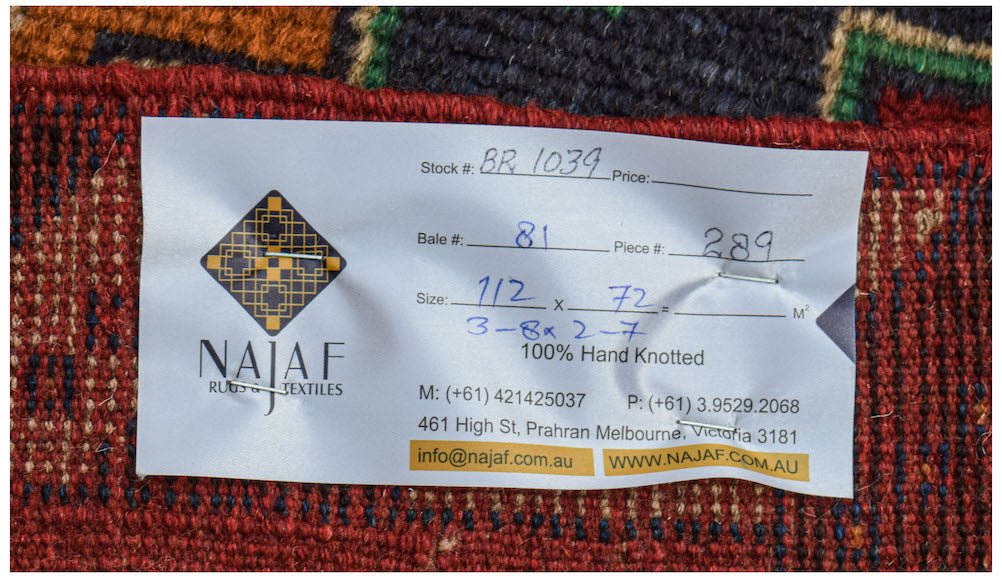 Stock #: BR 1039 Price:
Bale #: 81 Piece #: 289
Size: 112 x 72 = M²
3-8x2-7
100% Hand Knotted
NAJAF
RUGS & TEXTILES
M: (+61) 421425037 P: (+61) 3.9529.2068
461 High St, Prahran Melbourne, Victoria 3181
info@najaf.com.au WWW.NAJAF.COM.AU